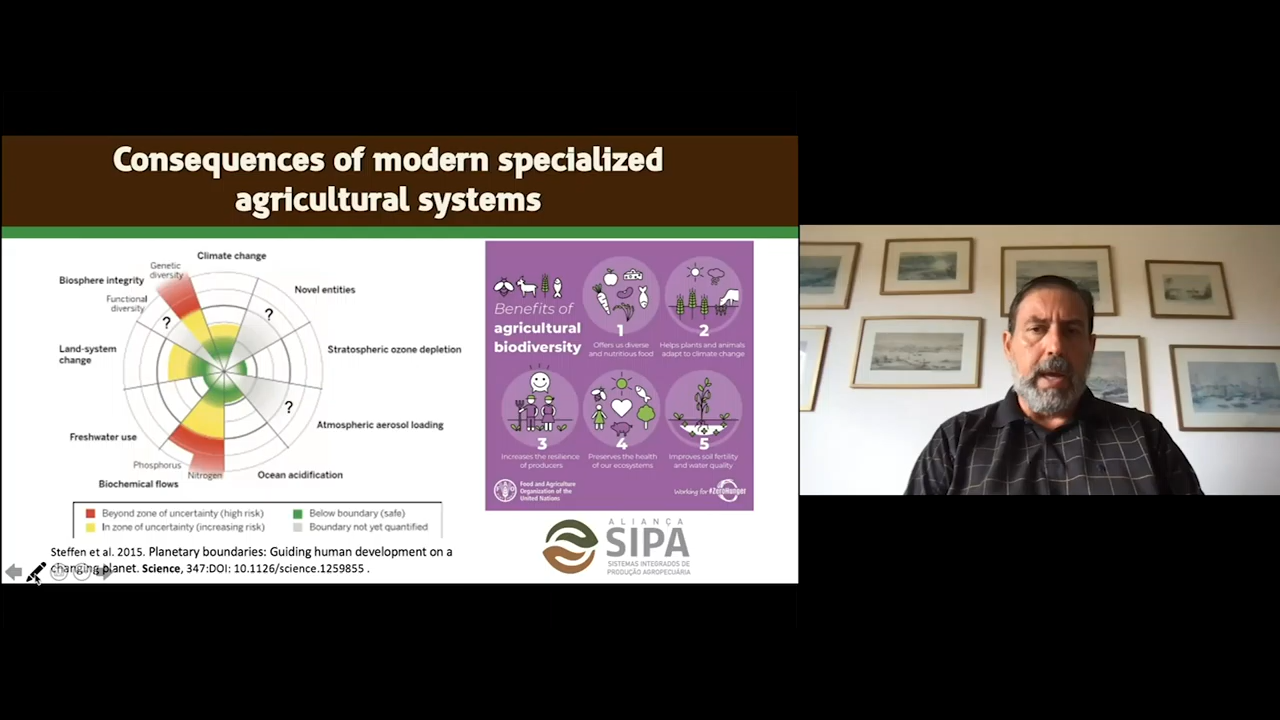 Consequences of modern specialized
agricultural systems
Climate change
Genetic
diversity
Biosphere integrity
Functional
diversity
Novel entities
?
?
Land-system
change
Stratospheric ozone depletion
?
Atmospheric aerosol loading
Freshwater use
Phosphorus
Nitrogen
Biochemical flows
Ocean acidification
Beyond zone of uncertainty (high risk)
In zone of uncertainty (increasing risk)
Below boundary (safe)
Boundary not yet quantified
Steffen et al. 2015. Planetary boundaries: Guiding human development on a
changing planet. Science, 347:DOI: 10.1126/science.1259855 .
Benefits of
agricultural
biodiversity
1
Offers us diverse
and nutritious food
2
Helps plants and animals
adapt to climate change
3
Increases the resilience
of producers
4
Preserves the health
of our ecosystems
5
Improves soil fertility
and water quality
Food and Agriculture
Organization of the
United Nations
Working for #ZeroHunger
ALIANÇA
SIPA
SISTEMAS INTEGRADOS DE
PRODUÇÃO AGROPECUÁRIA